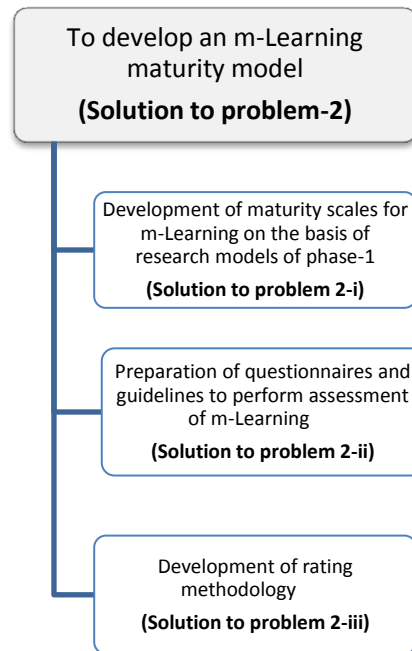 To develop an m-Learning
maturity model
(Solution to problem-2)
Development of maturity scales for
m-Learning on the basis of
research models of phase-1
(Solution to problem 2-i)
Preparation of questionnaires and
guidelines to perform assessment
of m-Learning
(Solution to problem 2-ii)
Development of rating
methodology
(Solution to problem 2-iii)